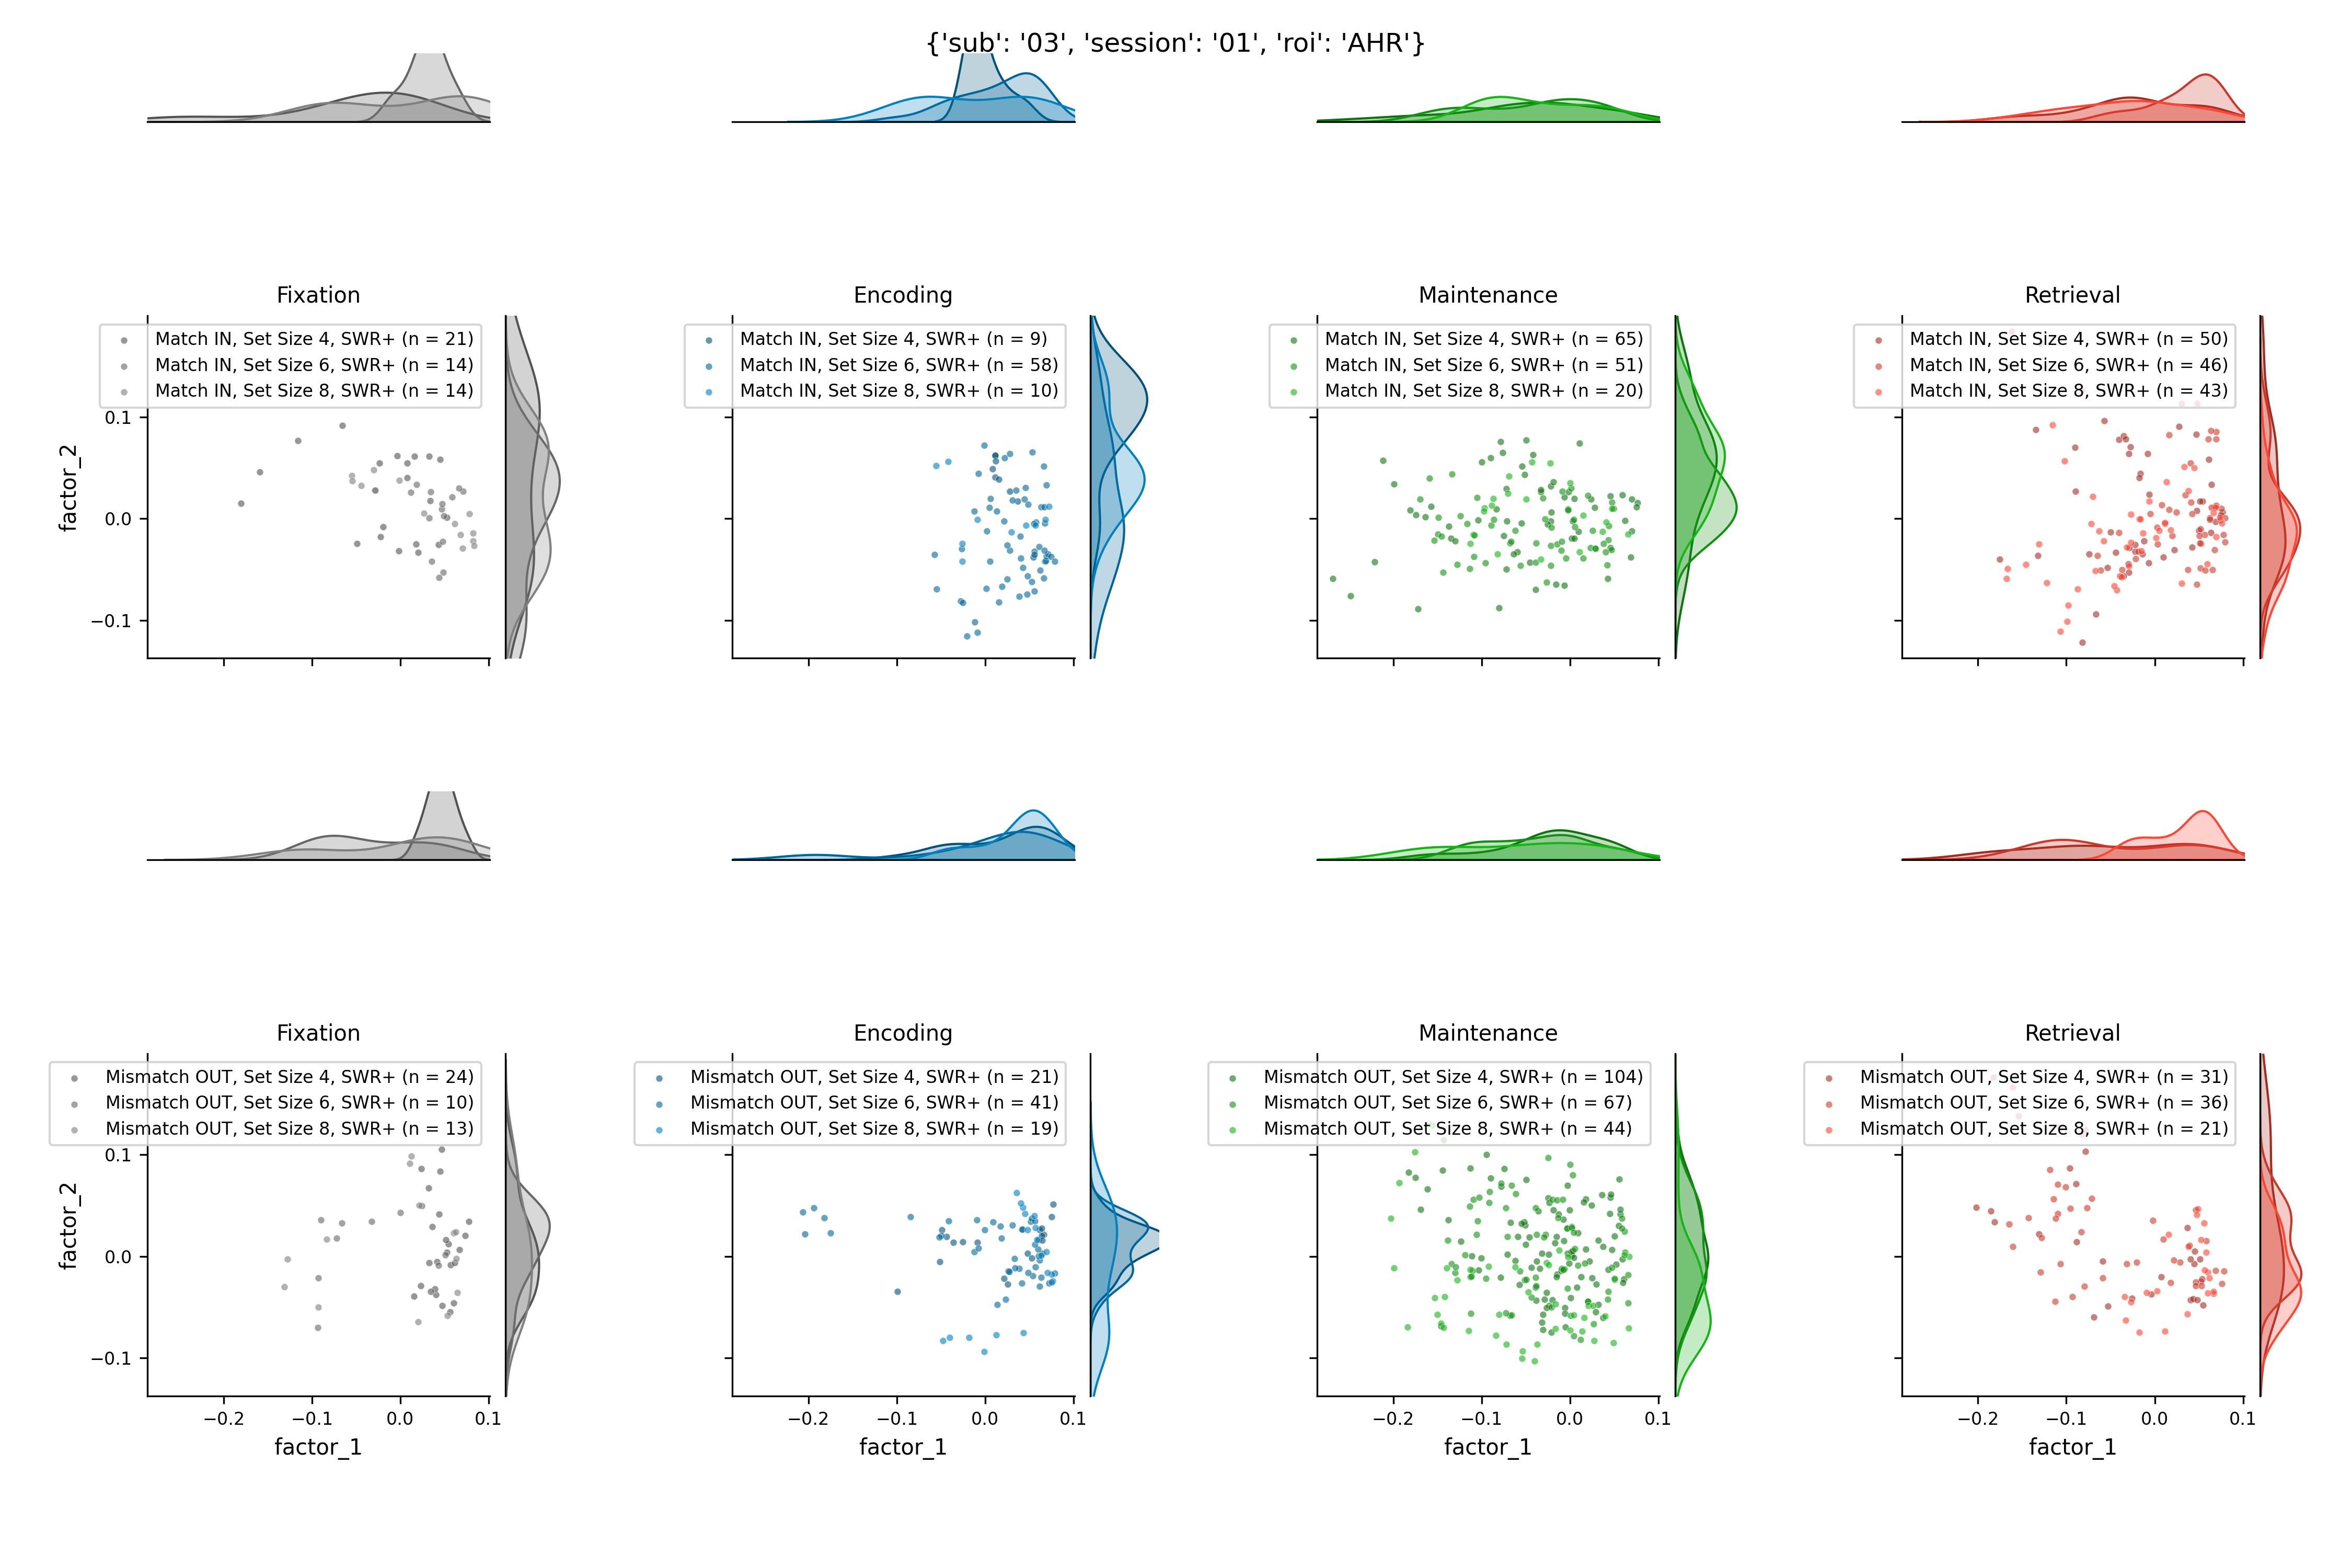 {'sub': '03', 'session': '01', 'roi': 'AHR'}
Fixation
Encoding
Maintenance
Retrieval
Match IN, Set Size 4, SWR+ (n = 21)
Match IN, Set Size 6, SWR+ (n = 14)
Match IN, Set Size 8, SWR+ (n = 14)
Match IN, Set Size 4, SWR+ (n = 9)
Match IN, Set Size 6, SWR+ (n = 58)
Match IN, Set Size 8, SWR+ (n = 10)
Match IN, Set Size 4, SWR+ (n = 65)
Match IN, Set Size 6, SWR+ (n = 51)
Match IN, Set Size 8, SWR+ (n = 20)
Match IN, Set Size 4, SWR+ (n = 50)
Match IN, Set Size 6, SWR+ (n = 46)
Match IN, Set Size 8, SWR+ (n = 43)
factor_2
0.1
0.0
−0.1
Fixation
Encoding
Maintenance
Retrieval
Mismatch OUT, Set Size 4, SWR+ (n = 24)
Mismatch OUT, Set Size 6, SWR+ (n = 10)
Mismatch OUT, Set Size 8, SWR+ (n = 13)
Mismatch OUT, Set Size 4, SWR+ (n = 21)
Mismatch OUT, Set Size 6, SWR+ (n = 41)
Mismatch OUT, Set Size 8, SWR+ (n = 19)
Mismatch OUT, Set Size 4, SWR+ (n = 104)
Mismatch OUT, Set Size 6, SWR+ (n = 67)
Mismatch OUT, Set Size 8, SWR+ (n = 44)
Mismatch OUT, Set Size 4, SWR+ (n = 31)
Mismatch OUT, Set Size 6, SWR+ (n = 36)
Mismatch OUT, Set Size 8, SWR+ (n = 21)
factor_2
0.1
0.0
−0.1
−0.2 −0.1 0.0 0.1
−0.2 −0.1 0.0 0.1
−0.2 −0.1 0.0 0.1
−0.2 −0.1 0.0 0.1
factor_1
factor_1
factor_1
factor_1